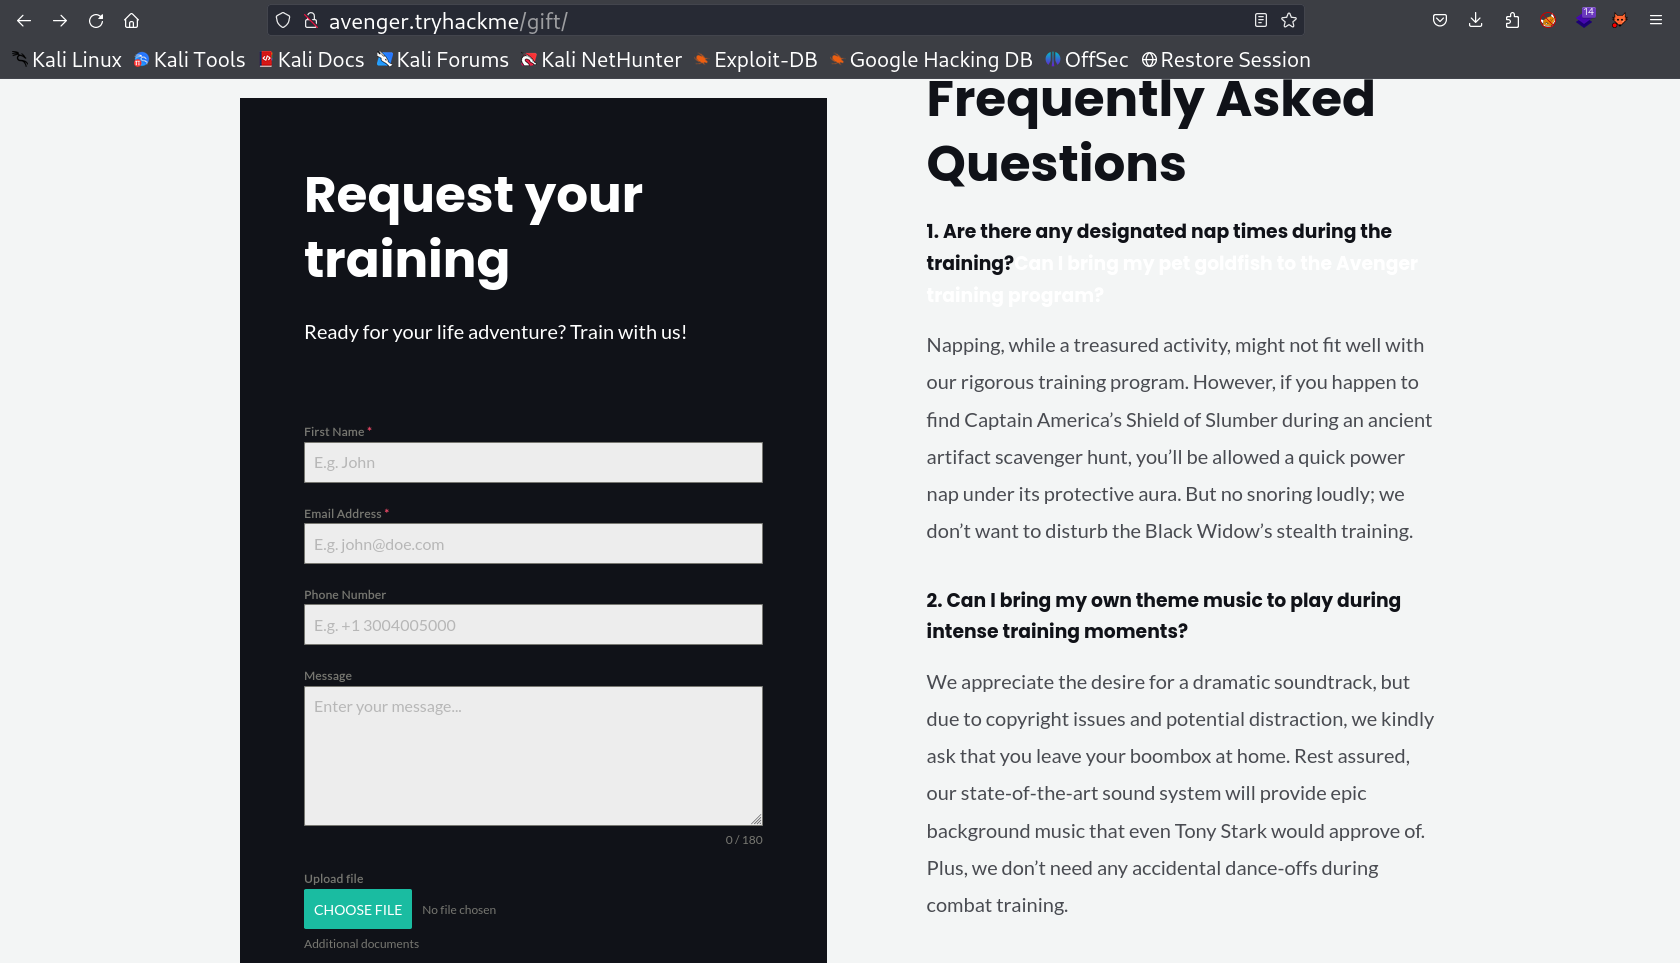 avenger.tryhackme/gift/
14
Kali Linux Kali Tools Kali Docs Kali Forums Kali NetHunter Exploit-DB Google Hacking DB OffSec Restore Session
Request your
training
Ready for your life adventure? Train with us!
First Name *
E.g. John
Email Address *
E.g. john@doe.com
Phone Number
E.g. +1 3004005000
Message
Enter your message...
0 / 180
Upload file
CHOOSE FILE No file chosen
Additional documents
Frequently Asked
Questions
1. Are there any designated nap times during the
training?Can I bring my pet goldfish to the Avenger
training program?
Napping, while a treasured activity, might not fit well with
our rigorous training program. However, if you happen to
find Captain America’s Shield of Slumber during an ancient
artifact scavenger hunt, you’ll be allowed a quick power
nap under its protective aura. But no snoring loudly; we
don’t want to disturb the Black Widow’s stealth training.
2. Can I bring my own theme music to play during
intense training moments?
We appreciate the desire for a dramatic soundtrack, but
due to copyright issues and potential distraction, we kindly
ask that you leave your boombox at home. Rest assured,
our state-of-the-art sound system will provide epic
background music that even Tony Stark would approve of.
Plus, we don’t need any accidental dance-offs during
combat training.